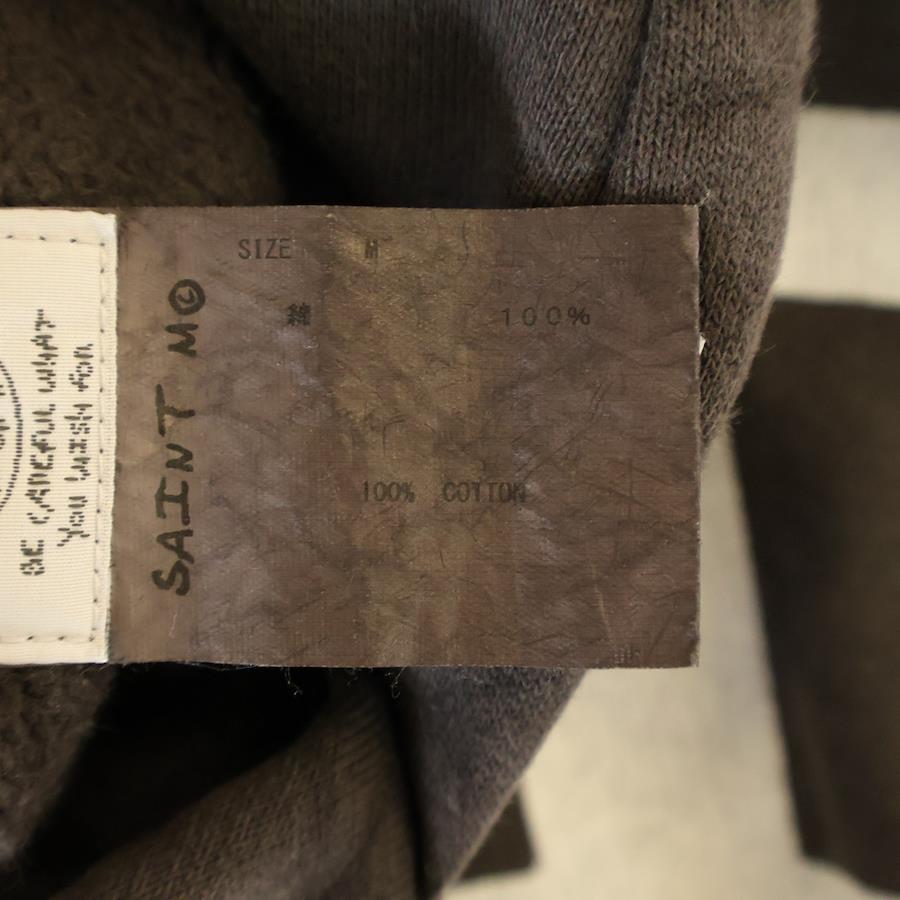 SIZE M
綿 100%
100% COTTON
SAINT M©
BE CAREFUL WHAT
YOU WISH FOR